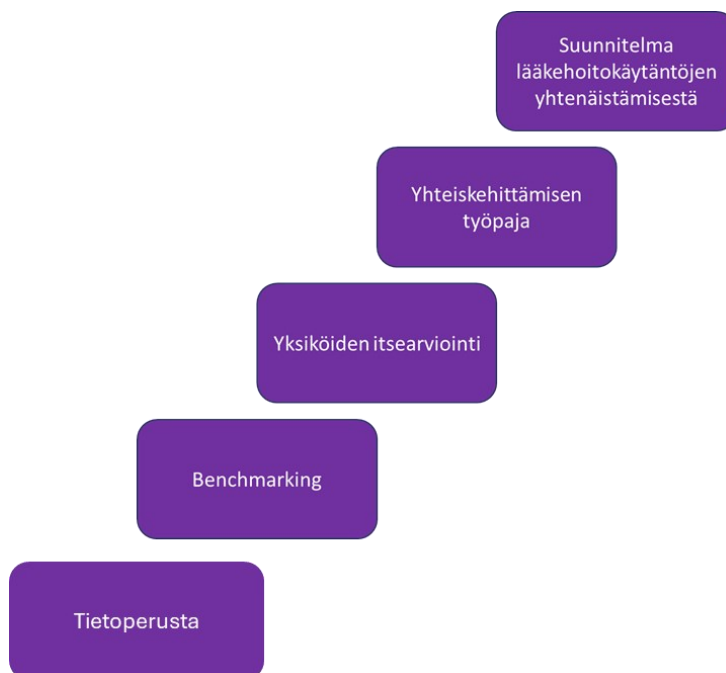 Suunnitelma
lääkehoitokäytäntöjen
yhtenäistämisestä
Yhteiskehittämisen
työpaja
Yksiköiden itsearviointi
Benchmarking
Tietoperusta